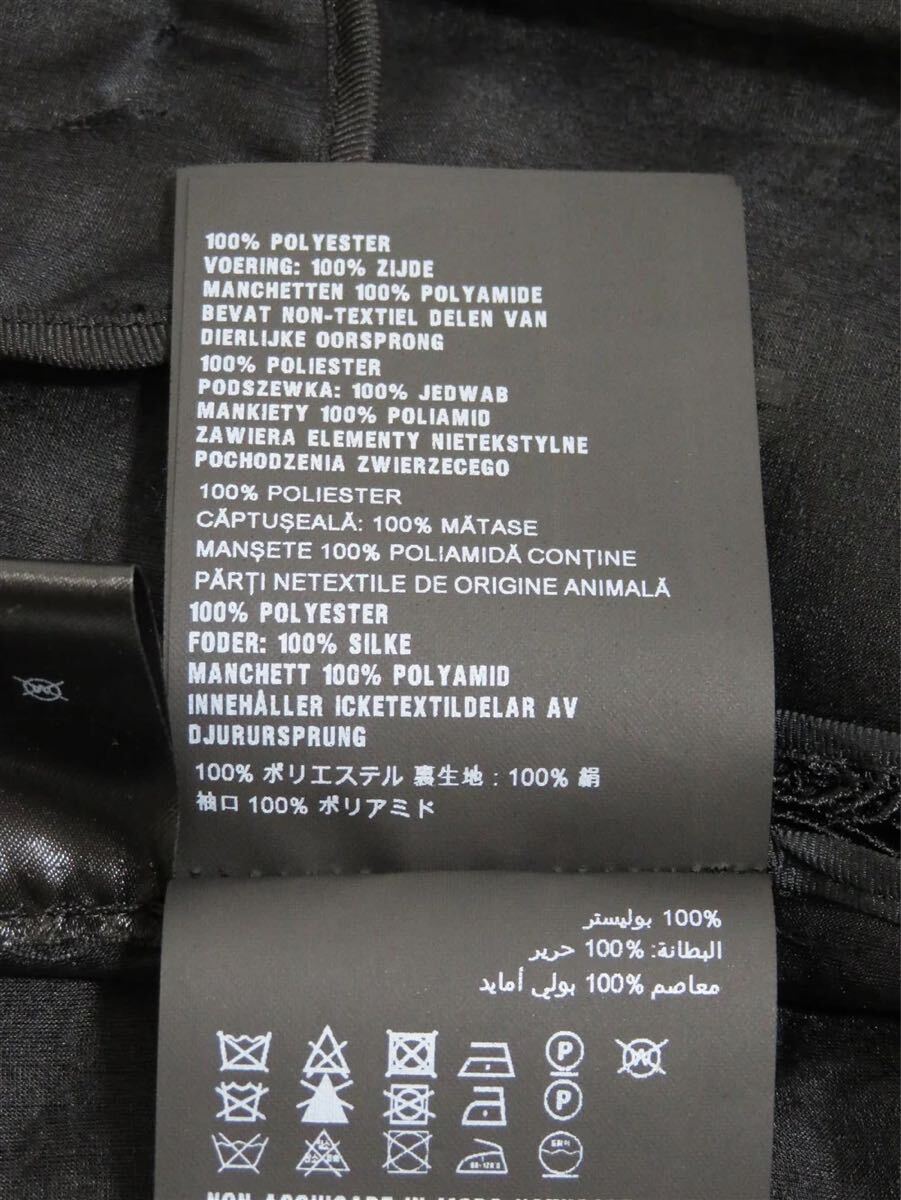 100% POLYESTER
VOERING: 100% ZIJDE
MANCHETTEN 100% POLYAMIDE
BEVAT NON-TEXTIEL DELEN VAN
DIERLIJKE OORSPRONG
100% POLIESTER
PODSZEWKA: 100% JEDWAB
MANKIETY 100% POLIAMID
ZAWIERA ELEMENTY NIETEKSTYLNE
POCHODZENIA ZWIERZECEGO
100% POLIESTER
CĂPTUŞEALĂ: 100% MĂTASE
MANŞETE 100% POLIAMIDĂ CONŢINE
PĂRŢI NETEXTILE DE ORIGINE ANIMALĂ
100% POLYESTER
FODER: 100% SILKE
MANCHETT 100% POLYAMID
INNEHÅLLER ICKETEXTILDELAR AV
DJURURSPRUNG
100% ポリエステル 裏生地：100% 絹
袖口 100% ポリアミド
100% بوليستر
البطانة: 100% حرير
معاصم 100% بولي أمايد
P W
P